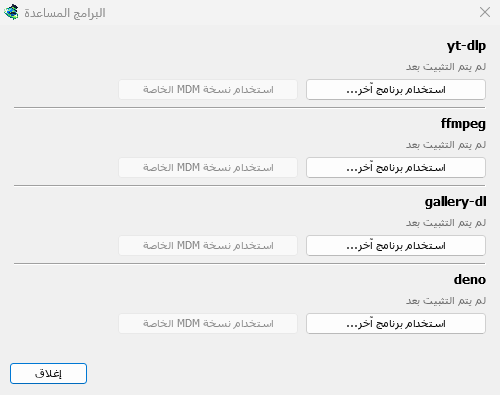 البرامج المساعدة
yt-dlp
لم يتم التثبيت بعد
استخدام برنامج آخر... استخدام نسخة MDM الخاصة
ffmpeg
لم يتم التثبيت بعد
استخدام برنامج آخر... استخدام نسخة MDM الخاصة
gallery-dl
لم يتم التثبيت بعد
استخدام برنامج آخر... استخدام نسخة MDM الخاصة
deno
لم يتم التثبيت بعد
استخدام برنامج آخر... استخدام نسخة MDM الخاصة
إغلاق